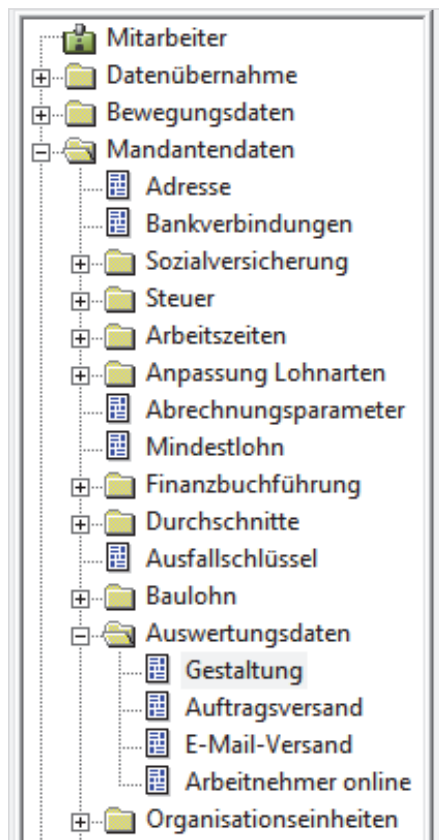 Mitarbeiter
Datenübernahme
Bewegungsdaten
Mandantendaten
Adresse
Bankverbindungen
Sozialversicherung
Steuer
Arbeitszeiten
Anpassung Lohnarten
Abrechnungsparameter
Mindestlohn
Finanzbuchführung
Durchschnitte
Ausfallschlüssel
Baulohn
Auswertungsdaten
Gestaltung
Auftragsversand
E-Mail-Versand
Arbeitnehmer online
Organisationseinheiten